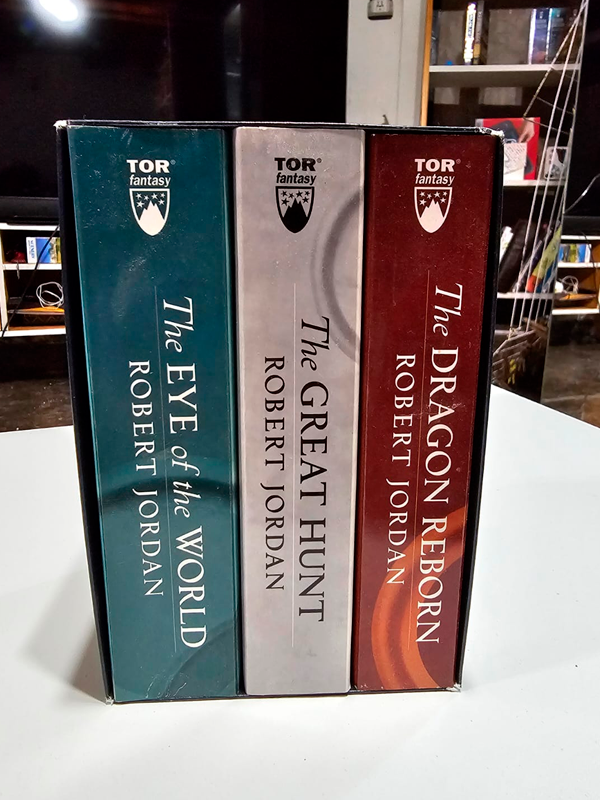 TOR®
fantasy
The EYE of the WORLD
ROBERT JORDAN
TOR®
fantasy
The GREAT HUNT
ROBERT JORDAN
TOR®
fantasy
The DRAGON REBORN
ROBERT JORDAN